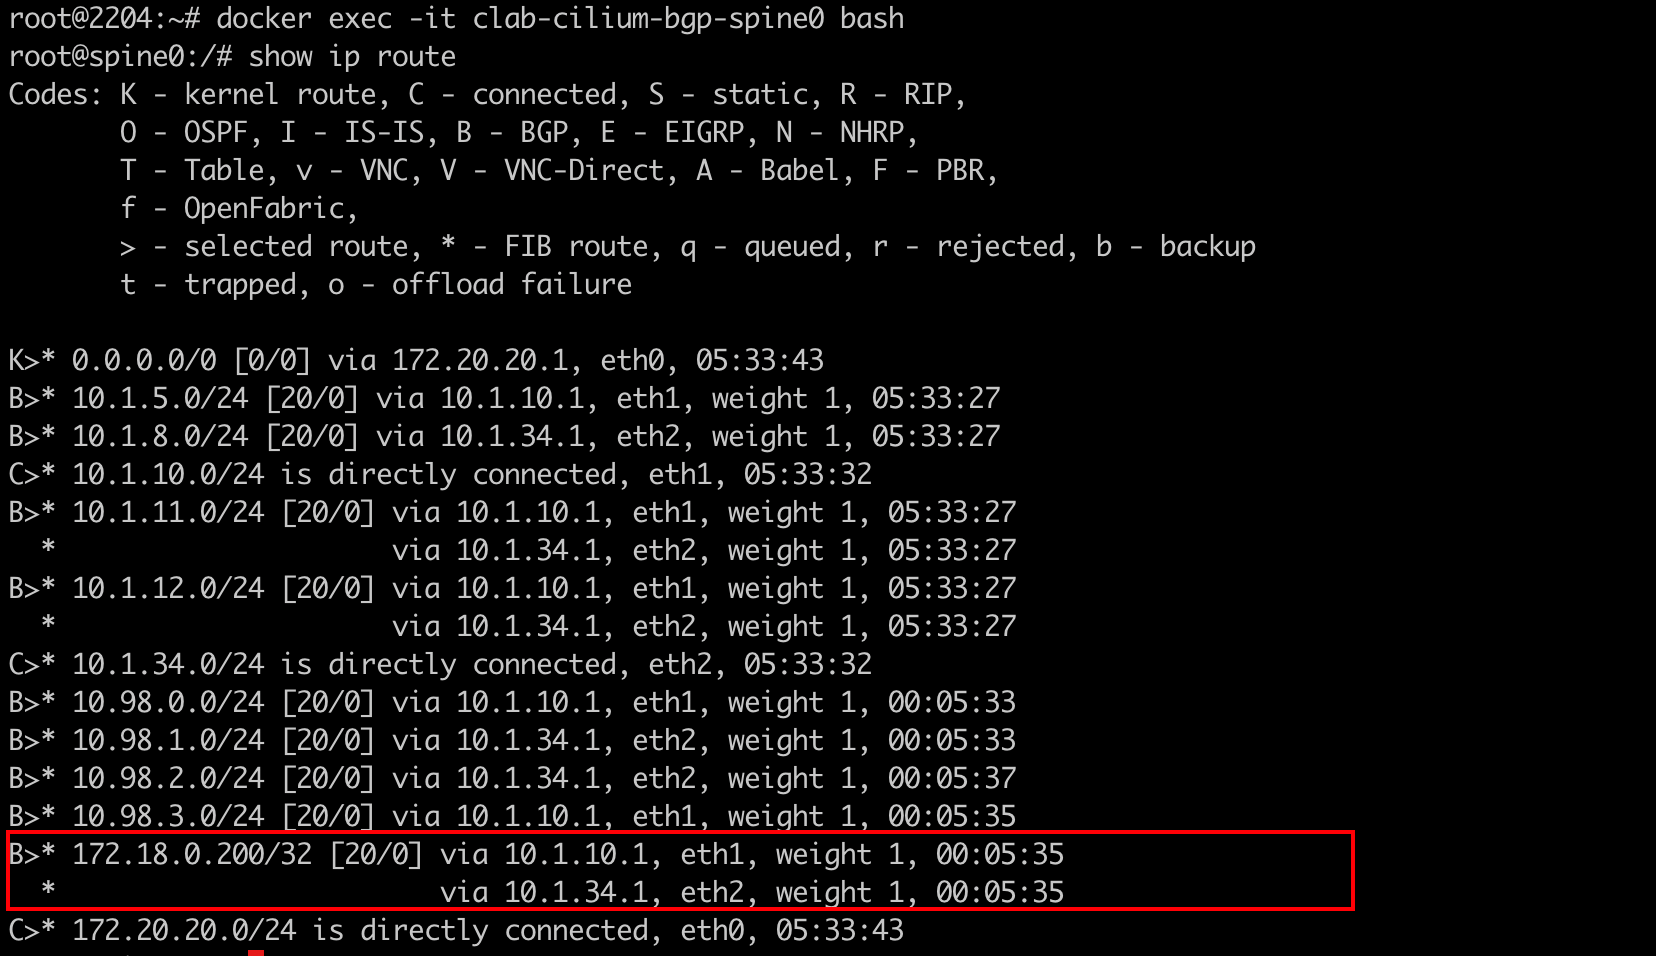 root@2204:~# docker exec -it clab-cilium-bgp-spine0 bash
root@spine0:/# show ip route
Codes: K - kernel route, C - connected, S - static, R - RIP,
       O - OSPF, I - IS-IS, B - BGP, E - EIGRP, N - NHRP,
       T - Table, v - VNC, V - VNC-Direct, A - Babel, F - PBR,
       f - OpenFabric,
       > - selected route, * - FIB route, q - queued, r - rejected, b - backup
       t - trapped, o - offload failure

K>* 0.0.0.0/0 [0/0] via 172.20.20.1, eth0, 05:33:43
B>* 10.1.5.0/24 [20/0] via 10.1.10.1, eth1, weight 1, 05:33:27
B>* 10.1.8.0/24 [20/0] via 10.1.34.1, eth2, weight 1, 05:33:27
C>* 10.1.10.0/24 is directly connected, eth1, 05:33:32
B>* 10.1.11.0/24 [20/0] via 10.1.10.1, eth1, weight 1, 05:33:27
  *                     via 10.1.34.1, eth2, weight 1, 05:33:27
B>* 10.1.12.0/24 [20/0] via 10.1.10.1, eth1, weight 1, 05:33:27
  *                     via 10.1.34.1, eth2, weight 1, 05:33:27
C>* 10.1.34.0/24 is directly connected, eth2, 05:33:32
B>* 10.98.0.0/24 [20/0] via 10.1.10.1, eth1, weight 1, 00:05:33
B>* 10.98.1.0/24 [20/0] via 10.1.34.1, eth2, weight 1, 00:05:33
B>* 10.98.2.0/24 [20/0] via 10.1.34.1, eth2, weight 1, 00:05:37
B>* 10.98.3.0/24 [20/0] via 10.1.10.1, eth1, weight 1, 00:05:35
B>* 172.18.0.200/32 [20/0] via 10.1.10.1, eth1, weight 1, 00:05:35
  *                        via 10.1.34.1, eth2, weight 1, 00:05:35
C>* 172.20.20.0/24 is directly connected, eth0, 05:33:43